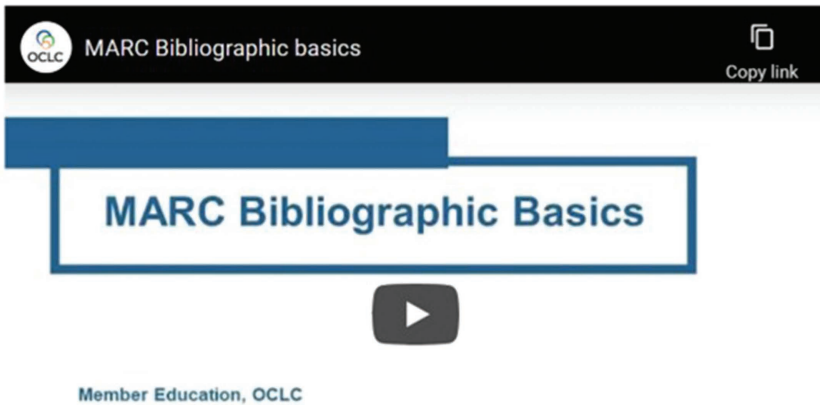 OCLC
MARC Bibliographic basics
Copy link
MARC Bibliographic Basics
Member Education, OCLC